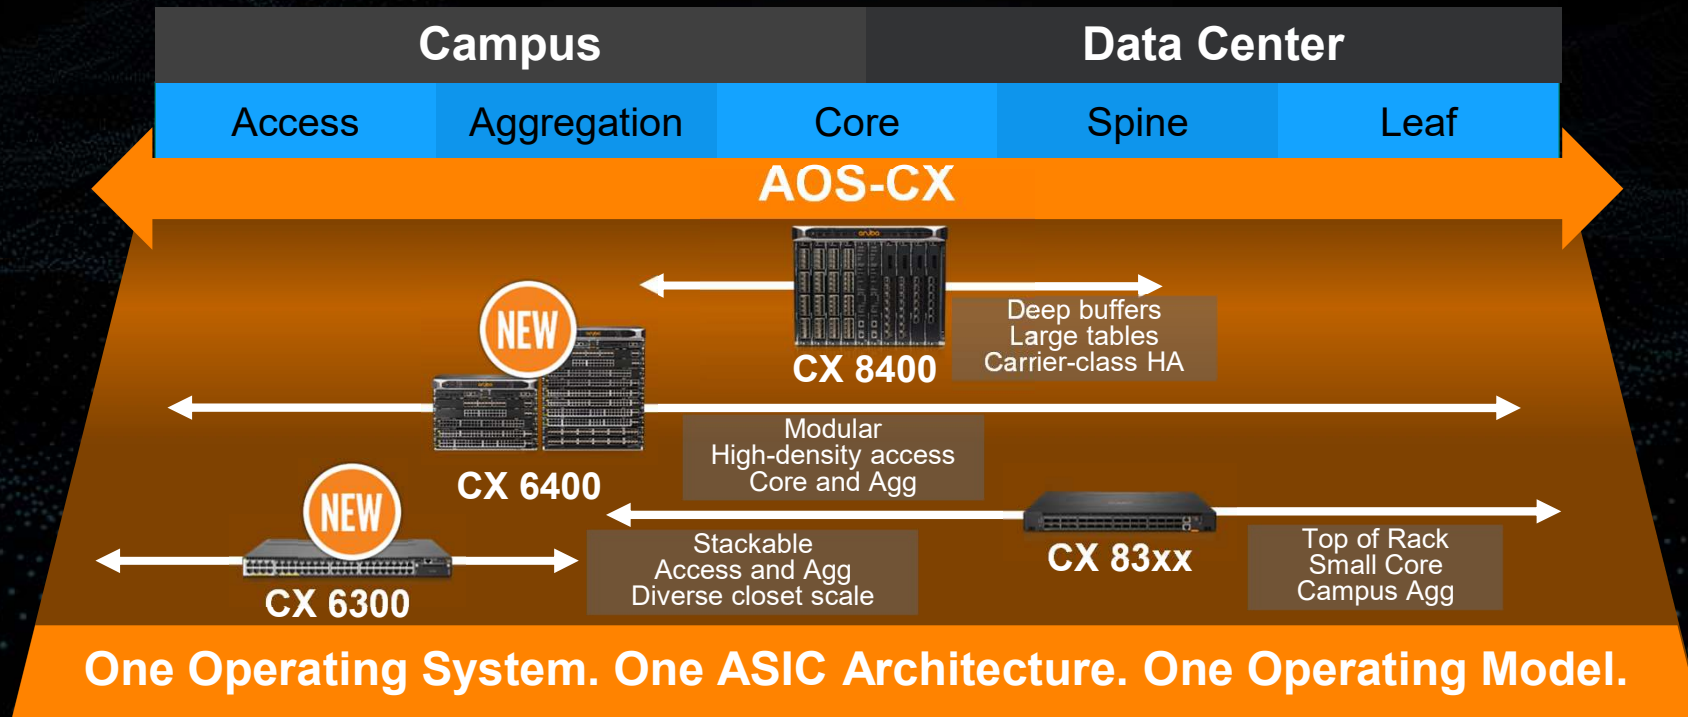 Campus
Data Center
Access
Aggregation
Core
Spine
Leaf
AOS-CX
aruba
CX 8400
Deep buffers
Large tables
Carrier-class HA
NEW
aruba
CX 6400
Modular
High-density access
Core and Agg
NEW
CX 6300
Stackable
Access and Agg
Diverse closet scale
CX 83xx
Top of Rack
Small Core
Campus Agg
One Operating System. One ASIC Architecture. One Operating Model.